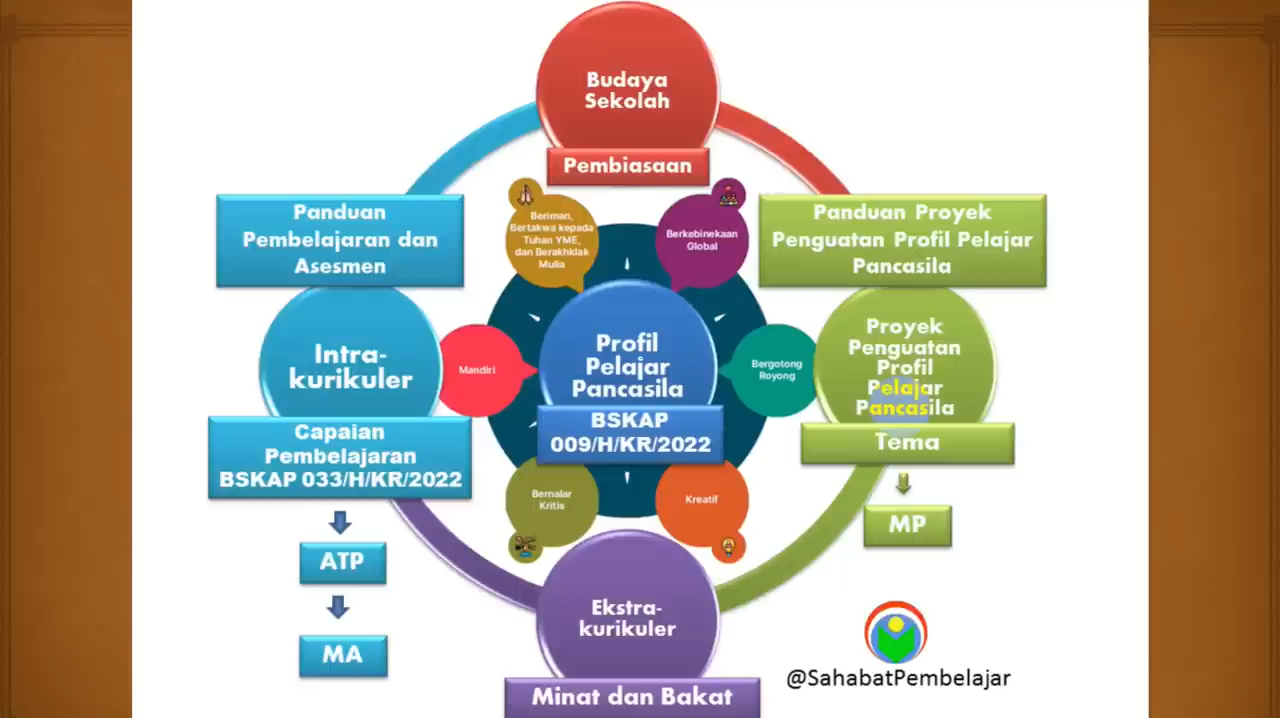 Budaya
Sekolah
Pembiasaan
Panduan
Pembelajaran dan
Asesmen
Beriman,
Bertakwa kepada
Tuhan YME,
dan Berakhklak
Mulia
Berkebinekaan
Global
Panduan Proyek
Penguatan Profil Pelajar
Pancasila
Intra-
kurikuler
Mandiri
Profil
Pelajar
Pancasila
BSKAP
009/H/KR/2022
Bergotong
Royong
Proyek
Penguatan
Profil
Pelajar
Pancasila
Tema
Capaian
Pembelajaran
BSKAP 033/H/KR/2022
Bernalar
Kritis
Kreatif
MP
ATP
MA
Ekstra-
kurikuler
Minat dan Bakat
@SahabatPembelajar